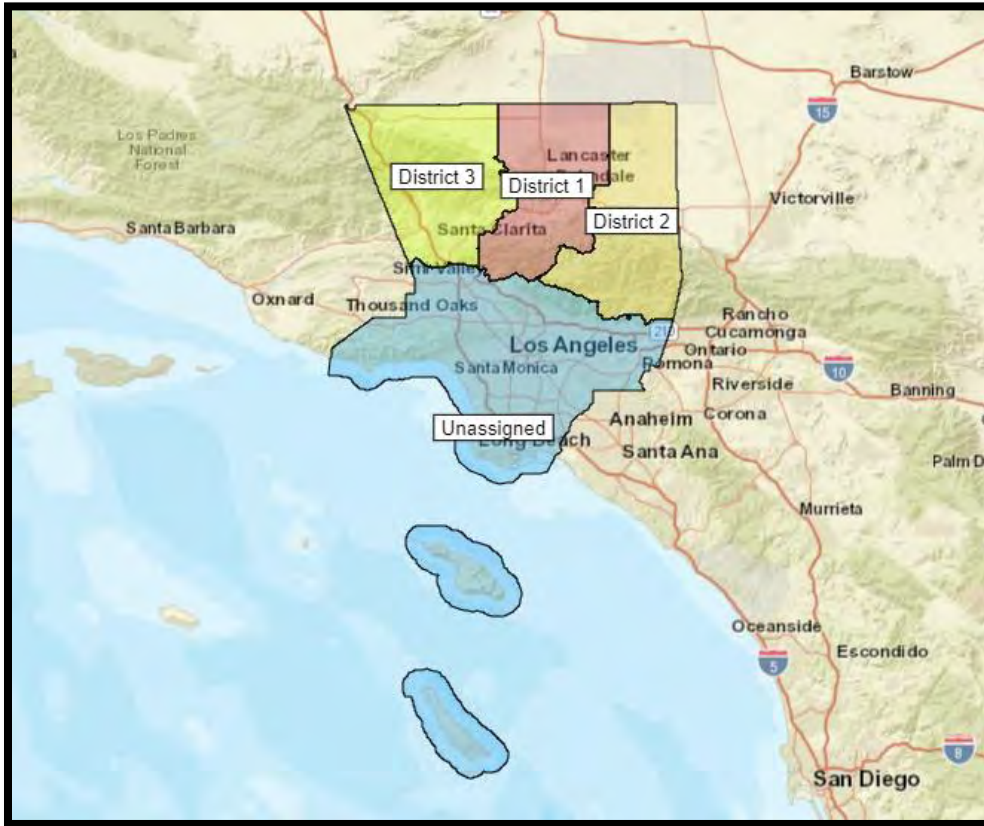 Barstow
15
Los Padres
National
Forest
Lancaster
District 3
District 1
Victorville
Santa Barbara
Santa Clarita
District 2
Simi Valley
Oxnard
Thousand Oaks
Rancho
Cucamonga
210
Los Angeles
Ontario
Pomona
Santa Monica
10
Riverside
Banning
Anaheim
Corona
Unassigned
Long Beach
Santa Ana
Palm D
Murrieta
Oceanside
Escondido
5
8
San Diego